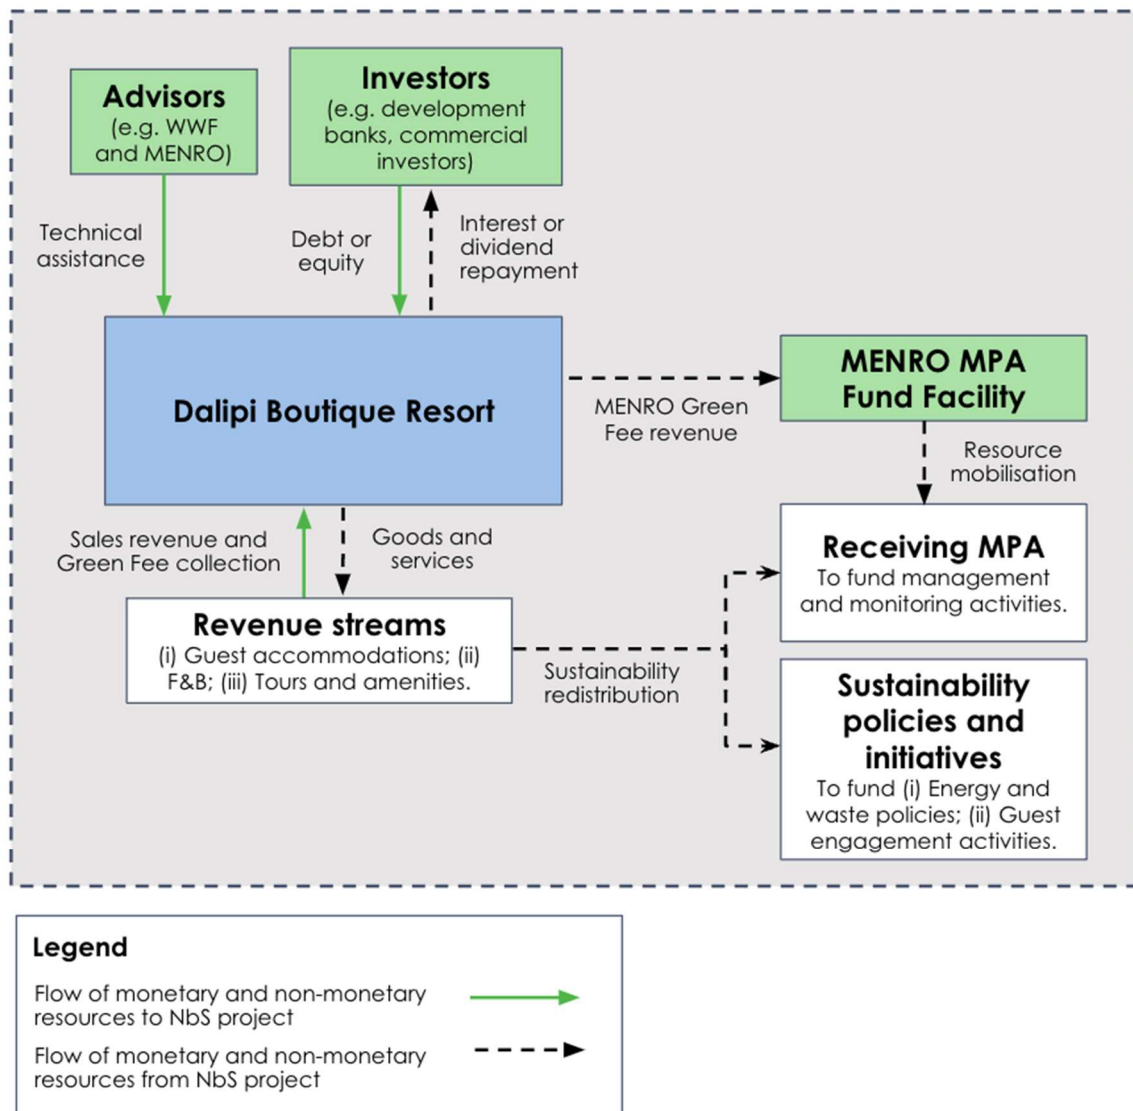 Advisors
(e.g. WWF
and MENRO)
Investors
(e.g. development
banks, commercial
investors)
Technical
assistance
Debt or
equity
Interest or
dividend
repayment
Dalipi Boutique Resort
MENRO Green
Fee revenue
MENRO MPA
Fund Facility
Resource
mobilisation
Sales revenue and
Green Fee collection
Goods and
services
Receiving MPA
To fund management
and monitoring activities.
Revenue streams
(i) Guest accommodations; (ii)
F&B; (iii) Tours and amenities.
Sustainability
redistribution
Sustainability
policies and
initiatives
To fund (i) Energy and
waste policies; (ii) Guest
engagement activities.
Legend
Flow of monetary and non-monetary
resources to NbS project
Flow of monetary and non-monetary
resources from NbS project